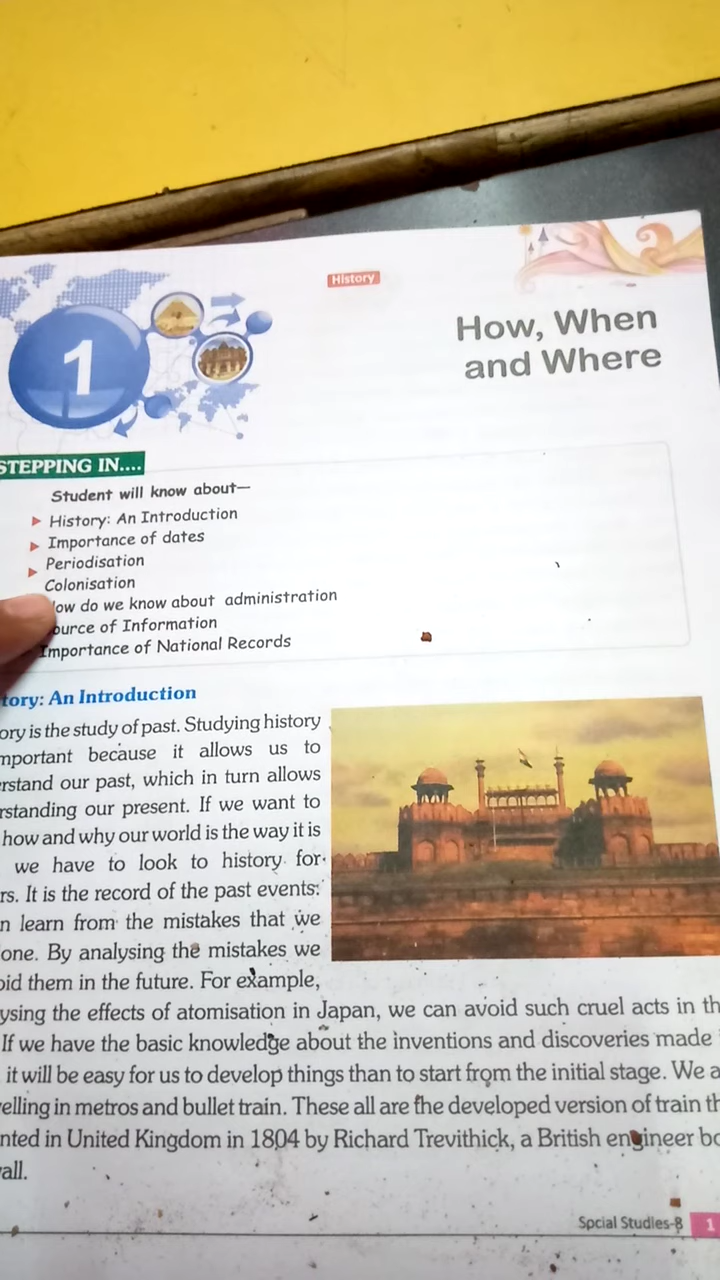 History
1
How, When
and Where
STEPPING IN....
Student will know about—
History: An Introduction
Importance of dates
Periodisation
Colonisation
ow do we know about administration
ource of Information
Importance of National Records
tory: An Introduction
ory is the study of past. Studying history
mportant because it allows us to
rstand our past, which in turn allows
rstanding our present. If we want to
how and why our world is the way it is
we have to look to history for
rs. It is the record of the past events:
n learn from the mistakes that we
one. By analysing the mistakes we
oid them in the future. For example,
ysing the effects of atomisation in Japan, we can avoid such cruel acts in th
If we have the basic knowledge about the inventions and discoveries made
it will be easy for us to develop things than to start from the initial stage. We a
elling in metros and bullet train. These all are the developed version of train th
nted in United Kingdom in 1804 by Richard Trevithick, a British engineer bo
all.
Spcial Studies-8 1